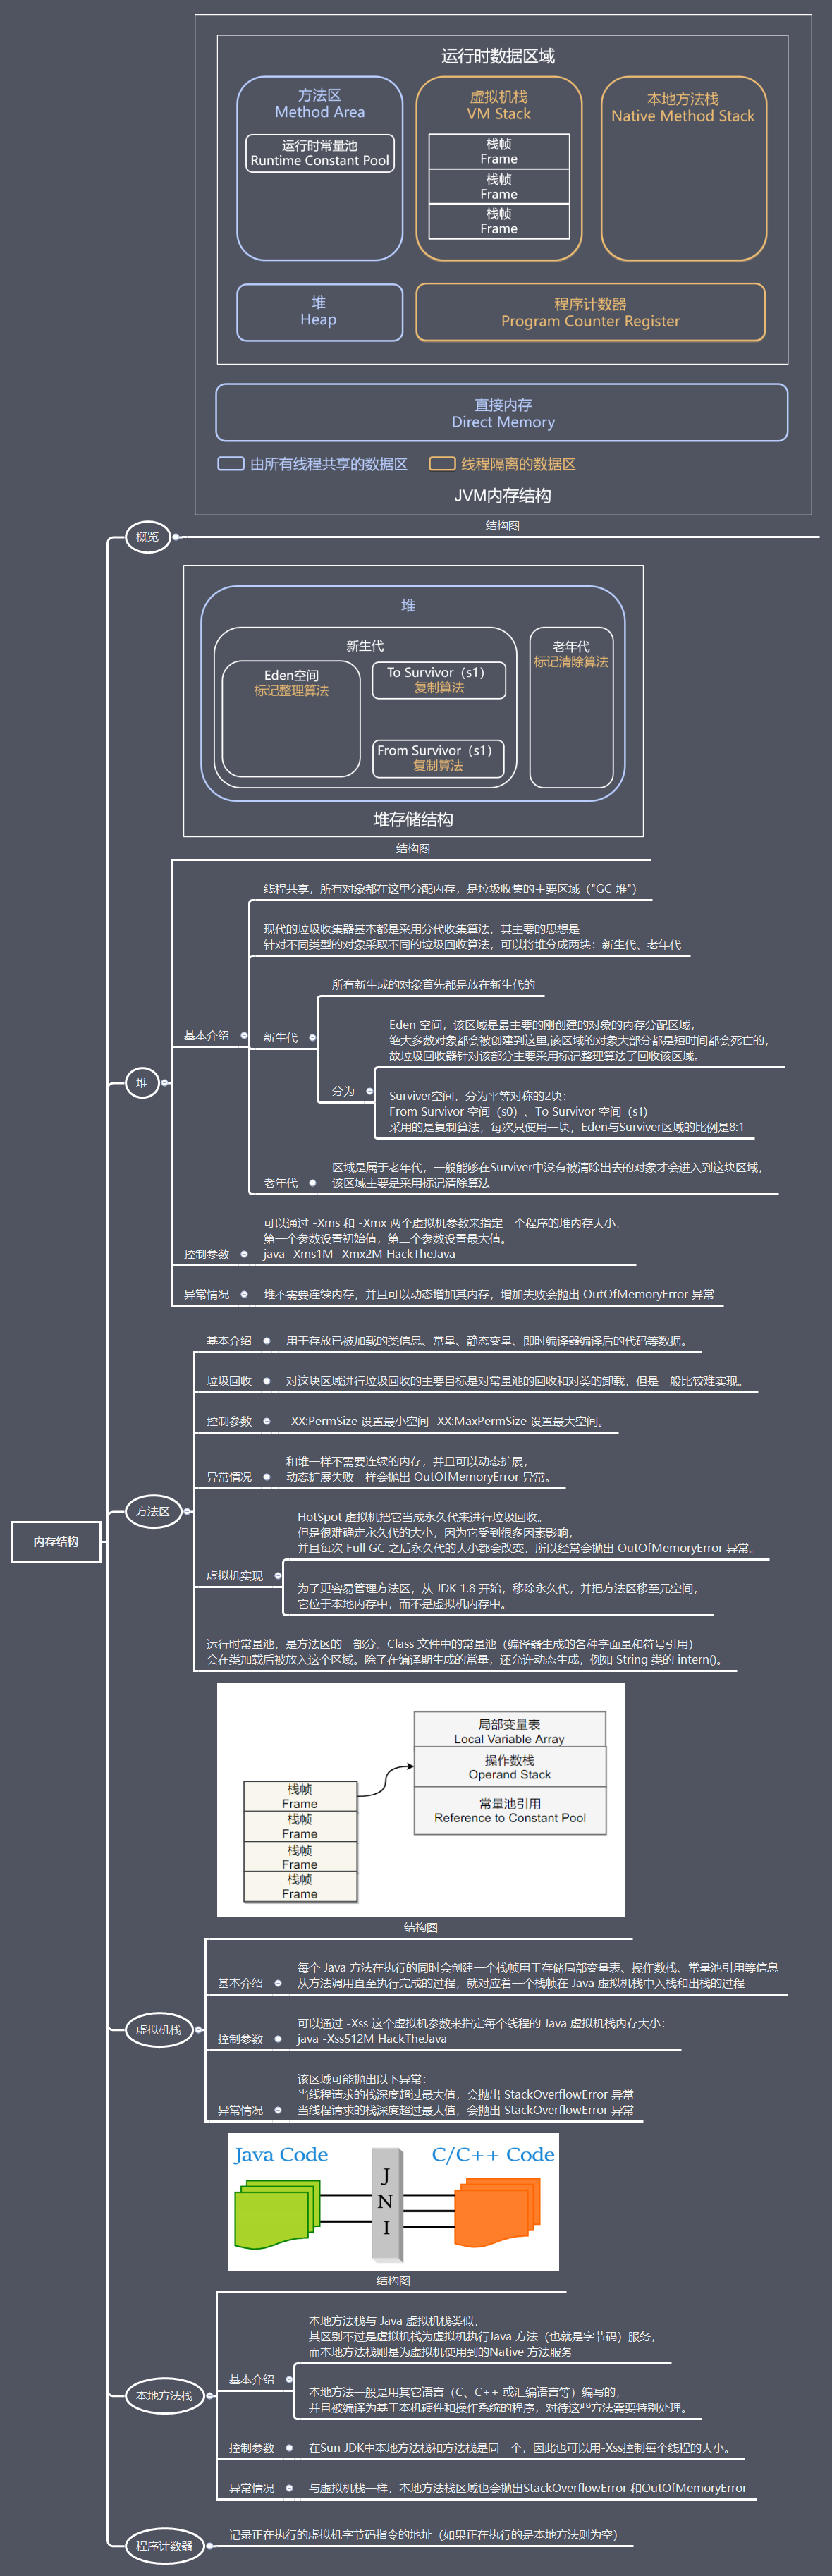 运行时数据区域
方法区
Method Area
运行时常量池
Runtime Constant Pool
虚拟机栈
VM Stack
栈帧
Frame
栈帧
Frame
栈帧
Frame
本地方法栈
Native Method Stack
堆
Heap
程序计数器
Program Counter Register
直接内存
Direct Memory
由所有线程共享的数据区
线程隔离的数据区
JVM内存结构
结构图
概览
堆
新生代
Eden空间
标记整理算法
To Survivor（s1）
复制算法
From Survivor（s1）
复制算法
老年代
标记清除算法
堆存储结构
结构图
线程共享，所有对象都在这里分配内存，是垃圾收集的主要区域（"GC 堆"）
现代的垃圾收集器基本都是采用分代收集算法，其主要的思想是
针对不同类型的对象采取不同的垃圾回收算法，可以将堆分成两块：新生代、老年代
基本介绍
新生代
所有新生成的对象首先都是放在新生代的
分为
Eden 空间，该区域是最主要的刚创建的对象的内存分配区域，
绝大多数对象都会被创建到这里,该区域的对象大部分都是短时间都会死亡的，
故垃圾回收器针对该部分主要采用标记整理算法了回收该区域。
Surviver空间，分为平等对称的2块：
From Survivor 空间（s0）、To Survivor 空间（s1）
采用的是复制算法，每次只使用一块，Eden与Surviver区域的比例是8:1
堆
老年代
区域是属于老年代，一般能够在Surviver中没有被清除出去的对象才会进入到这块区域，
该区域主要是采用标记清除算法
控制参数
可以通过 -Xms 和 -Xmx 两个虚拟机参数来指定一个程序的堆内存大小，
第一个参数设置初始值，第二个参数设置最大值。
java -Xms1M -Xmx2M HackTheJava
异常情况
堆不需要连续内存，并且可以动态增加其内存，增加失败会抛出 OutOfMemoryError 异常
基本介绍
用于存放已被加载的类信息、常量、静态变量、即时编译器编译后的代码等数据。
垃圾回收
对这块区域进行垃圾回收的主要目标是对常量池的回收和对类的卸载，但是一般比较难实现。
控制参数
-XX:PermSize 设置最小空间 -XX:MaxPermSize 设置最大空间。
异常情况
和堆一样不需要连续的内存，并且可以动态扩展，
动态扩展失败一样会抛出 OutOfMemoryError 异常。
方法区
内存结构
虚拟机实现
HotSpot 虚拟机把它当成永久代来进行垃圾回收。
但是很难确定永久代的大小，因为它受到很多因素影响，
并且每次 Full GC 之后永久代的大小都会改变，所以经常会抛出 OutOfMemoryError 异常。
为了更容易管理方法区，从 JDK 1.8 开始，移除永久代，并把方法区移至元空间，
它位于本地内存中，而不是虚拟机内存中。
运行时常量池，是方法区的一部分。Class 文件中的常量池（编译器生成的各种字面量和符号引用）
会在类加载后被放入这个区域。除了在编译期生成的常量，还允许动态生成，例如 String 类的 intern()。
局部变量表
Local Variable Array
操作数栈
Operand Stack
常量池引用
Reference to Constant Pool
栈帧
Frame
栈帧
Frame
栈帧
Frame
栈帧
Frame
结构图
基本介绍
每个 Java 方法在执行的同时会创建一个栈帧用于存储局部变量表、操作数栈、常量池引用等信息
从方法调用直至执行完成的过程，就对应着一个栈帧在 Java 虚拟机栈中入栈和出栈的过程
虚拟机栈
控制参数
可以通过 -Xss 这个虚拟机参数来指定每个线程的 Java 虚拟机栈内存大小：
java -Xss512M HackTheJava
异常情况
该区域可能抛出以下异常：
当线程请求的栈深度超过最大值，会抛出 StackOverflowError 异常
当线程请求的栈深度超过最大值，会抛出 StackOverflowError 异常
Java Code
C/C++ Code
J
N
I
结构图
基本介绍
本地方法栈与 Java 虚拟机栈类似，
其区别不过是虚拟机栈为虚拟机执行Java 方法（也就是字节码）服务，
而本地方法栈则是为虚拟机使用到的Native 方法服务
本地方法一般是用其它语言（C、C++ 或汇编语言等）编写的，
并且被编译为基于本机硬件和操作系统的程序，对待这些方法需要特别处理。
本地方法栈
控制参数
在Sun JDK中本地方法栈和方法栈是同一个，因此也可以用-Xss控制每个线程的大小。
异常情况
与虚拟机栈一样，本地方法栈区域也会抛出StackOverflowError 和OutOfMemoryError
程序计数器
记录正在执行的虚拟机字节码指令的地址（如果正在执行的是本地方法则为空）